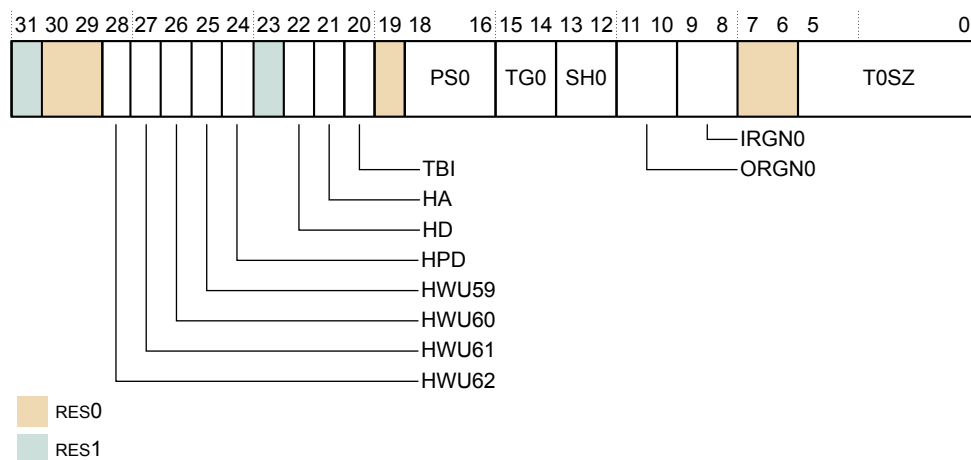 31 30 29 28 27 26 25 24 23 22 21 20 19 18 16 15 14 13 12 11 10 9 8 7 6 5 0
PS0 TG0 SH0 T0SZ
IRGN0
TBI ORGN0
HA
HD
HPD
HWU59
HWU60
HWU61
HWU62
RES0
RES1